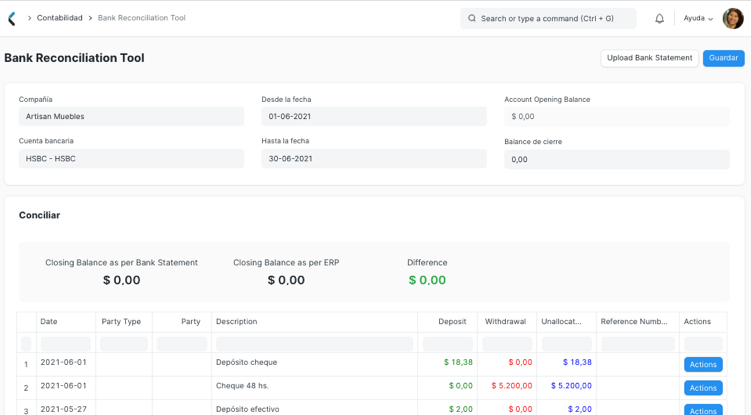 Contabilidad Bank Reconciliation Tool
Search or type a command (Ctrl + G)
Ayuda
Bank Reconciliation Tool
Upload Bank Statement Guardar
Compañía Desde la fecha Account Opening Balance
Artisan Muebles 01-06-2021 $ 0,00
Cuenta bancaria Hasta la fecha Balance de cierre
HSBC - HSBC 30-06-2021 0,00
Conciliar
Closing Balance as per Bank Statement Closing Balance as per ERP Difference
$ 0,00 $ 0,00 $ 0,00
Date Party Type Party Description Deposit Withdrawal Unallocat... Reference Numb... Actions
1 2021-06-01 Depósito cheque $ 18,38 $ 0,00 $ 18,38 Actions
2 2021-06-01 Cheque 48 hs. $ 0,00 $ 5.200,00 $ 5.200,00 Actions
3 2021-05-27 Depósito efectivo $ 2,00 $ 0,00 $ 2,00 Actions